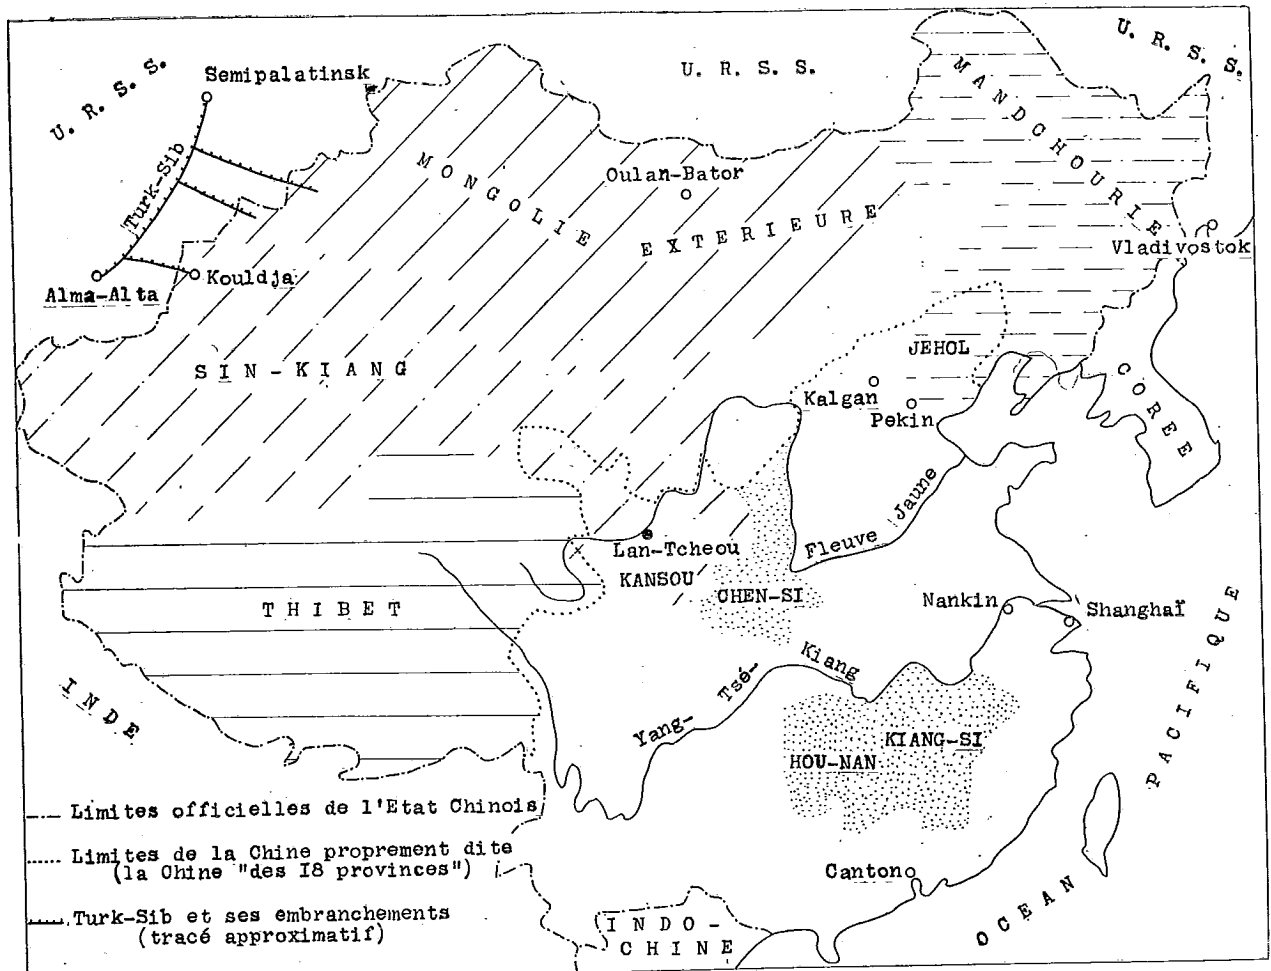 U. R. S. S.
Semipalatinsk
U. R. S. S.
U. R. S. S.
MANDCHOURIE
Turk-Sib
MONGOLIE EXTERIEURE
Oulan-Bator
Vladivostok
Alma-Alta
Kouldja
SIN-KIANG
JEHOL
Kalgan
Pekin
COREE
Fleuve Jaune
Lan-Tcheou
KANSOU
CHEN-SI
THIBET
Nankin
Shanghaï
INDE
Yang-Tsé-Kiang
HOU-NAN
KIANG-SI
OCEAN PACIFIQUE
Canton
INDO-
CHINE
Limites officielles de l'Etat Chinois
Limites de la Chine proprement dite
(la Chine "des I8 provinces")
Turk-Sib et ses embranchements
(tracé approximatif)